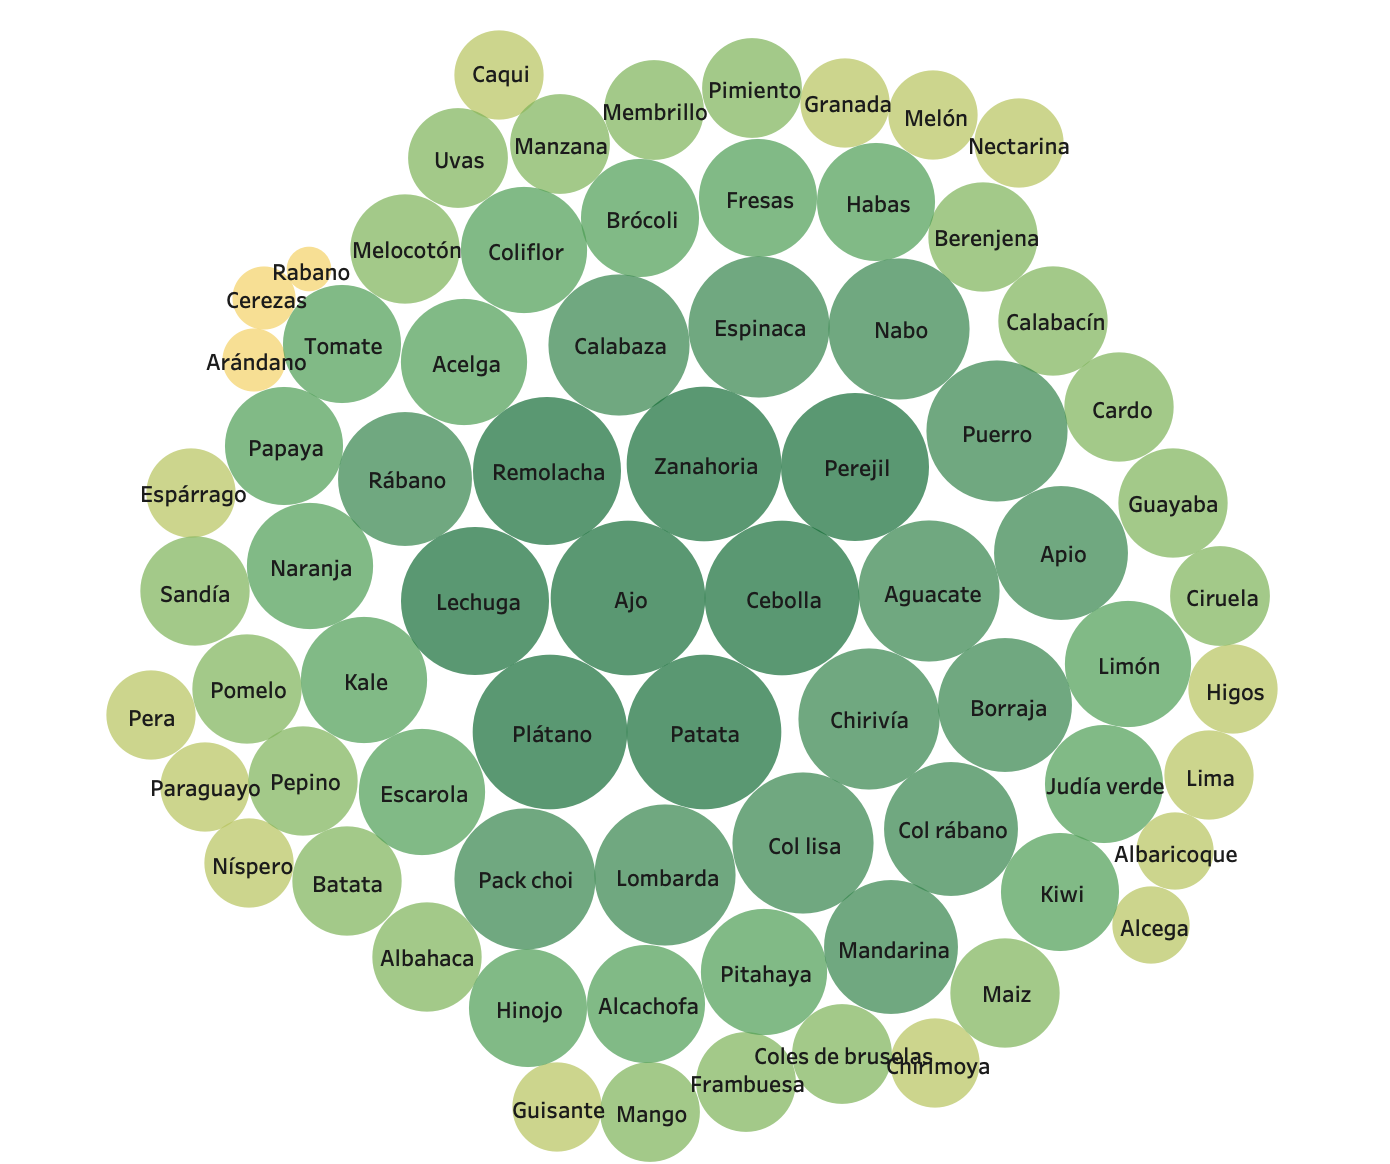 Caqui
Pimiento
Granada
Membrillo
Melón
Manzana
Nectarina
Uvas
Fresas
Habas
Brócoli
Berenjena
Melocotón
Coliflor
Rabano
Cerezas
Calabacín
Espinaca
Nabo
Calabaza
Tomate
Arándano
Acelga
Cardo
Puerro
Papaya
Zanahoria
Perejil
Remolacha
Rábano
Espárrago
Guayaba
Apio
Naranja
Sandía
Aguacate
Ciruela
Lechuga
Ajo
Cebolla
Limón
Kale
Pomelo
Higos
Borraja
Pera
Chirivía
Plátano
Patata
Lima
Pepino
Paraguayo
Judía verde
Escarola
Col rábano
Col lisa
Albaricoque
Níspero
Pack choi
Lombarda
Batata
Kiwi
Alcega
Albahaca
Mandarina
Pitahaya
Maiz
Hinojo
Alcachofa
Coles de bruselas
Chirimoya
Frambuesa
Guisante
Mango